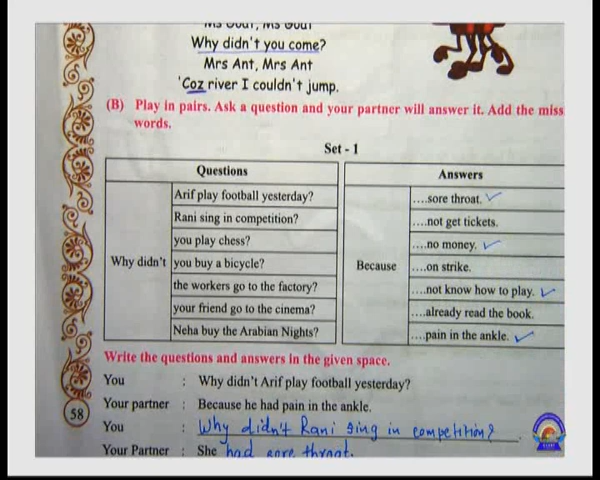 Ms Goat, Ms Goat
Why didn't you come?
Mrs Ant, Mrs Ant
'Coz river I couldn't jump.
(B) Play in pairs. Ask a question and your partner will answer it. Add the miss
words.
Set - 1
Questions
Answers
Why didn't
Arif play football yesterday?
Rani sing in competition?
you play chess?
you buy a bicycle?
the workers go to the factory?
your friend go to the cinema?
Neha buy the Arabian Nights?
Because
....sore throat.
....not get tickets.
....no money.
....on strike.
....not know how to play.
....already read the book.
....pain in the ankle.
Write the questions and answers in the given space.
You : Why didn't Arif play football yesterday?
Your partner : Because he had pain in the ankle.
You : Why didn't Rani sing in competition?
Your Partner : She had sore throat.
58